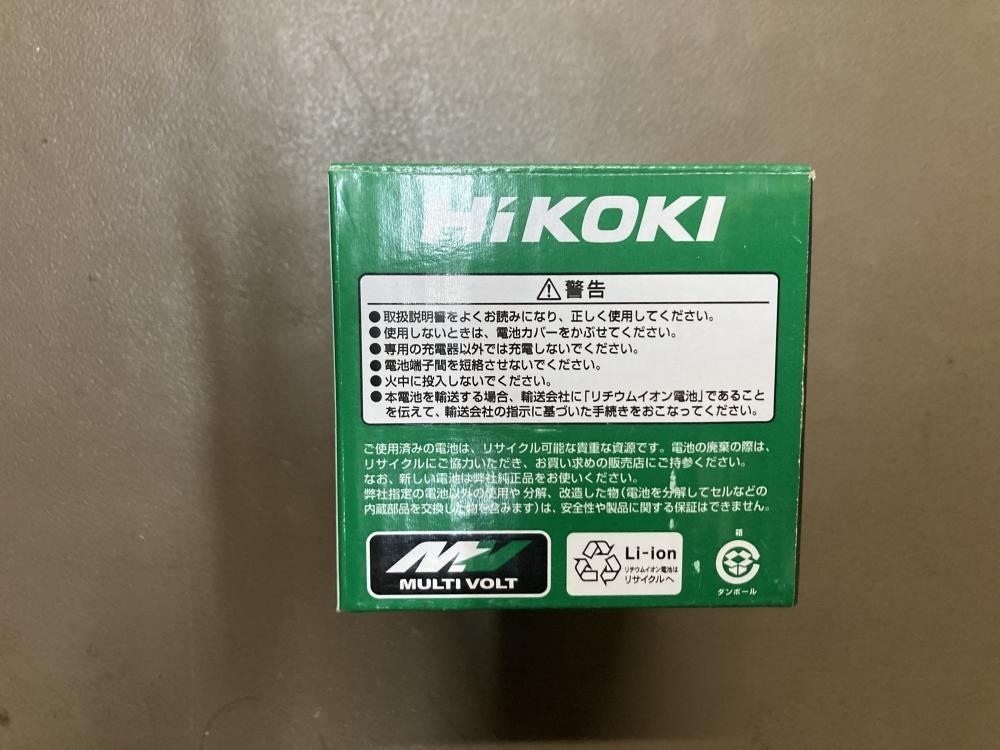 HiKOKI
⚠警告
●取扱説明書をよくお読みになり、正しく使用してください。
●使用しないときは、電池カバーをかぶせてください。
●専用の充電器以外では充電しないでください。
●電池端子間を短絡させないでください。
●火中に投入しないでください。
●本電池を輸送する場合、輸送会社に「リチウムイオン電池」であること
を伝えて、輸送会社の指示に基づいた手続きをおこなってください。
ご使用済みの電池は、リサイクル可能な貴重な資源です。電池の廃棄の際は、
リサイクルにご協力いただき、お買い求めの販売店にご持参ください。
なお、新しい電池は弊社純正品をお使いください。
弊社指定の電池以外の使用や分解、改造した物(電池を分解してセルなどの
内蔵部品を交換した物を含みます)は、安全性や製品に関する保証はできません。
MV
MULTI VOLT
Li-ion
リチウムイオン電池は
リサイクルへ
箱
ダンボール